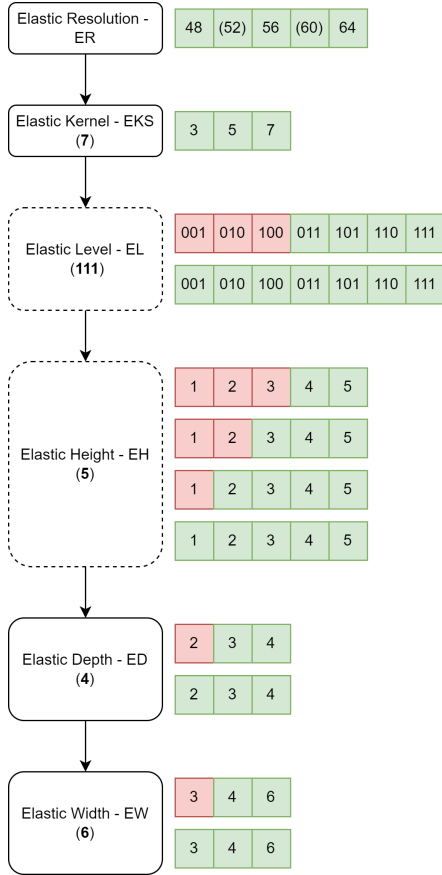 Elastic Resolution -
ER
48 (52) 56 (60) 64
Elastic Kernel - EKS
(7)
3 5 7
Elastic Level - EL
(111)
001 010 100 011 101 110 111
001 010 100 011 101 110 111
Elastic Height - EH
(5)
1 2 3 4 5
1 2 3 4 5
1 2 3 4 5
1 2 3 4 5
Elastic Depth - ED
(4)
2 3 4
2 3 4
Elastic Width - EW
(6)
3 4 6
3 4 6